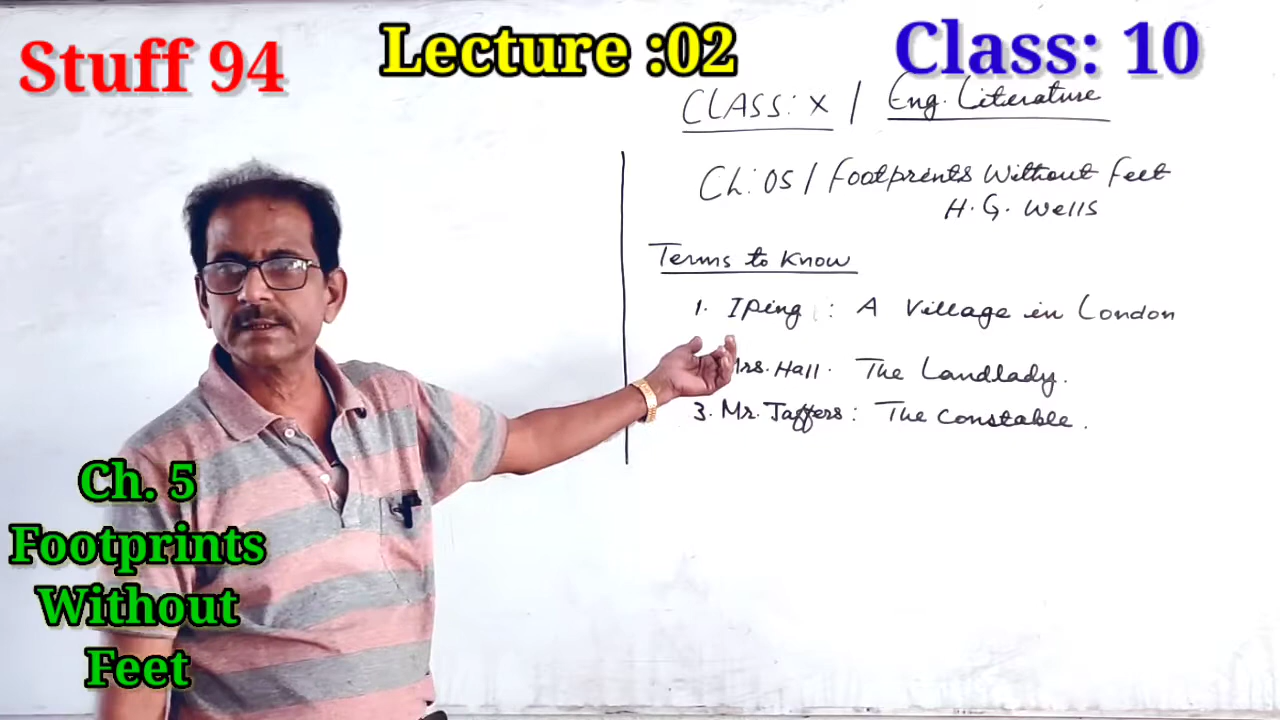 Stuff 94
Lecture :02
Class: 10
CLASS: X / Eng. Literature
Ch: 05 / Footprints Without Feet
H. G. Wells
Terms to Know
1. Iping : A Village in London
Mrs. Hall. The Landlady.
3. Mr. Jaffers : The Constable.
Ch. 5
Footprints
Without
Feet